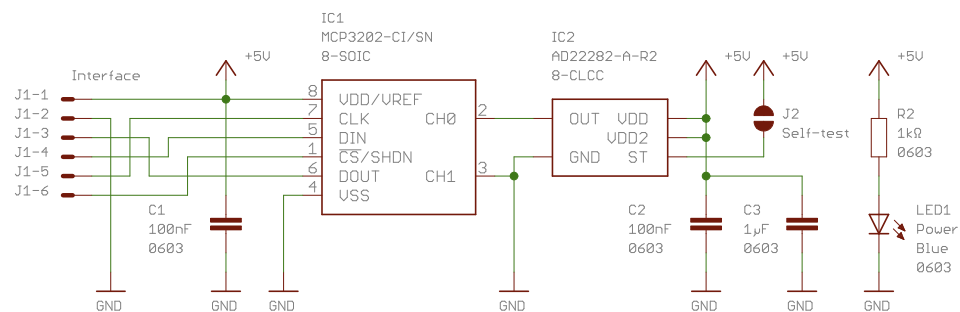 IC1
MCP3202-CI/SN
8-SOIC
IC2
AD22282-A-R2
8-CLCC
+5V
+5V
+5V
+5V
Interface
J1-1
J1-2
J1-3
J1-4
J1-5
J1-6
8
7
5
1
6
4
VDD/VREF
CLK
DIN
CS/SHDN
DOUT
VSS
CH0
CH1
2
3
OUT
GND
VDD
VDD2
ST
J2
Self-test
R2
1kΩ
0603
C1
100nF
0603
C2
100nF
0603
C3
1µF
0603
LED1
Power
Blue
0603
GND
GND
GND
GND
GND
GND
GND